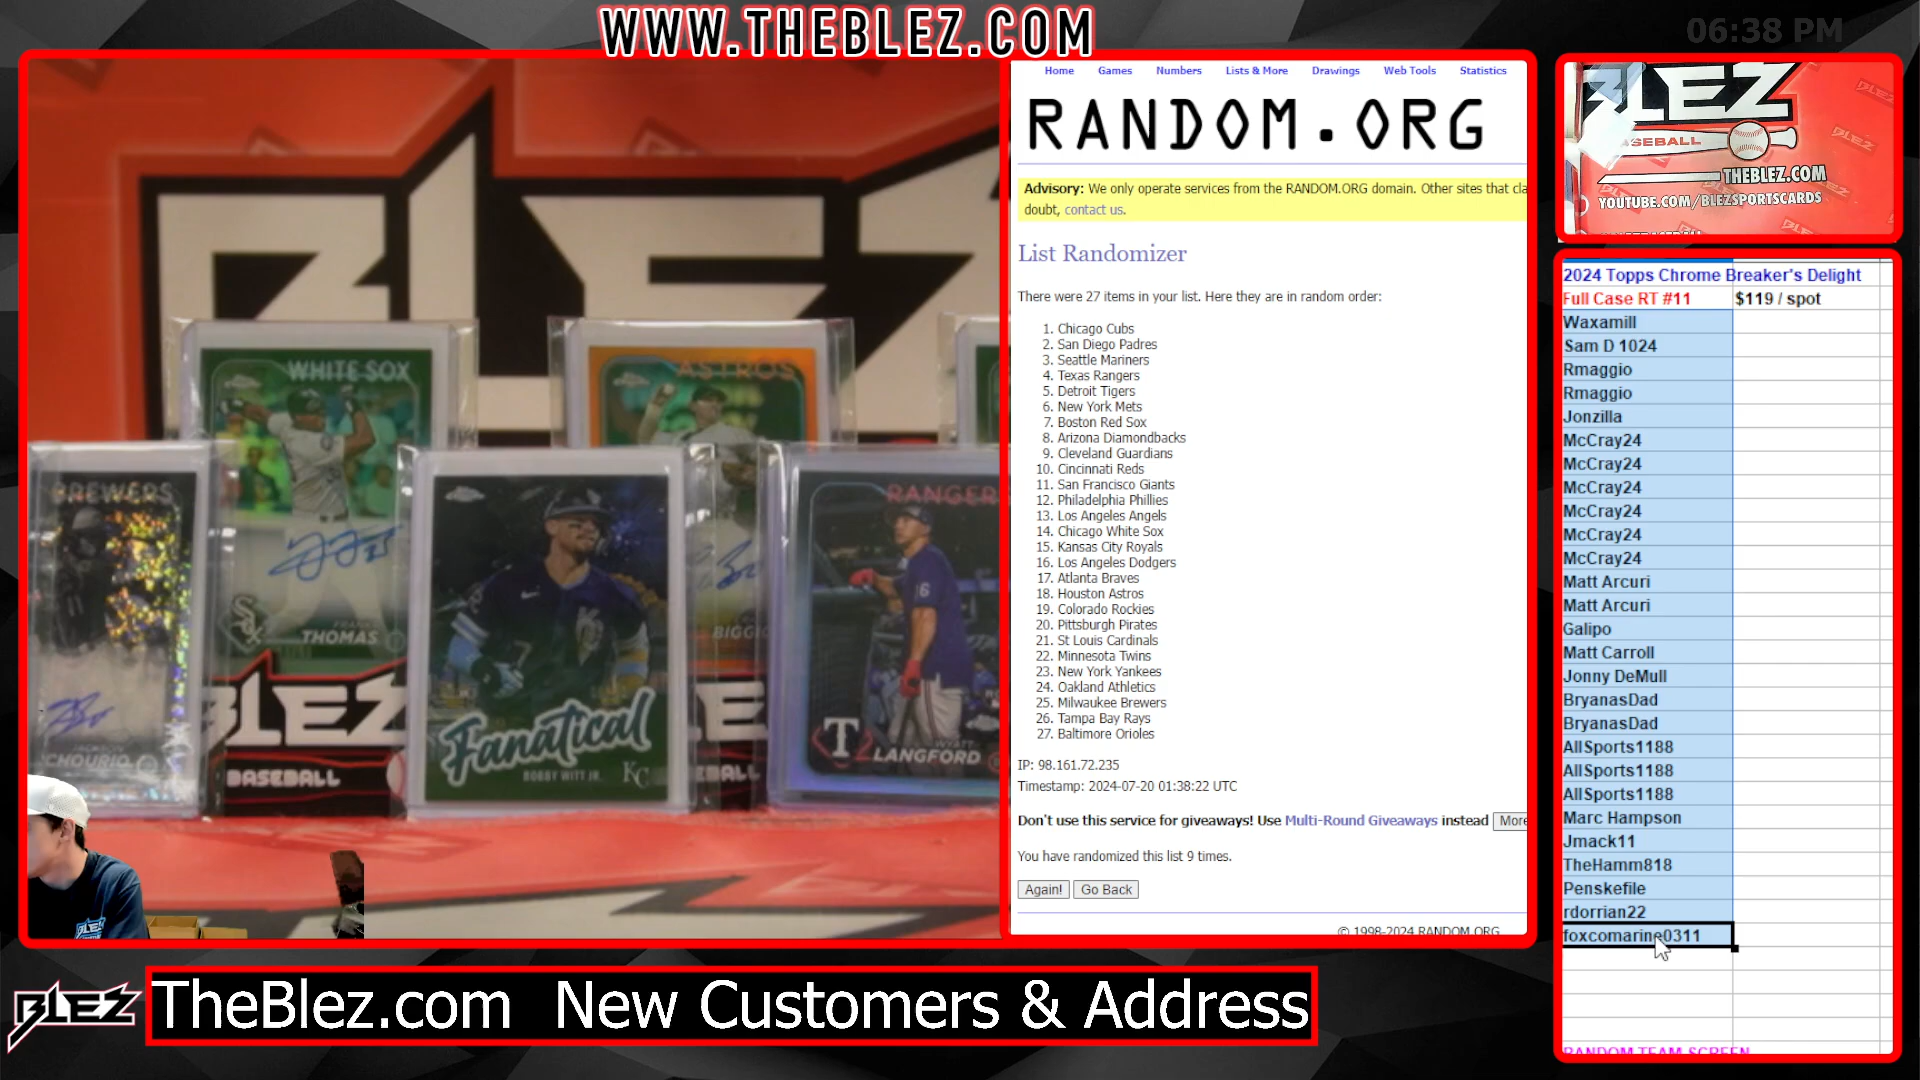 WWW.THEBLEZ.COM
06:38 PM
WHITE SOX
ASTROS
BREWERS
RANGER
THOMAS
BIGGIO
CHOURIO
Fanatical
BOBBY WITT JR.
KC
LANGFORD
BLEZ
BASEBALL
Home Games Numbers Lists & More Drawings Web Tools Statistics
RANDOM.ORG
Advisory: We only operate services from the RANDOM.ORG domain. Other sites that cla
doubt, contact us.
List Randomizer
There were 27 items in your list. Here they are in random order:
1. Chicago Cubs
2. San Diego Padres
3. Seattle Mariners
4. Texas Rangers
5. Detroit Tigers
6. New York Mets
7. Boston Red Sox
8. Arizona Diamondbacks
9. Cleveland Guardians
10. Cincinnati Reds
11. San Francisco Giants
12. Philadelphia Phillies
13. Los Angeles Angels
14. Chicago White Sox
15. Kansas City Royals
16. Los Angeles Dodgers
17. Atlanta Braves
18. Houston Astros
19. Colorado Rockies
20. Pittsburgh Pirates
21. St Louis Cardinals
22. Minnesota Twins
23. New York Yankees
24. Oakland Athletics
25. Milwaukee Brewers
26. Tampa Bay Rays
27. Baltimore Orioles
IP: 98.161.72.235
Timestamp: 2024-07-20 01:38:22 UTC
Don't use this service for giveaways! Use Multi-Round Giveaways instead More
You have randomized this list 9 times.
Again! Go Back
© 1998-2024 RANDOM.ORG
BLEZ
BASEBALL
THEBLEZ.COM
YOUTUBE.COM/BLEZSPORTSCARDS
2024 Topps Chrome Breaker's Delight
Full Case RT #11 $119 / spot
Waxamill
Sam D 1024
Rmaggio
Rmaggio
Jonzilla
McCray24
McCray24
McCray24
McCray24
McCray24
McCray24
Matt Arcuri
Matt Arcuri
Galipo
Matt Carroll
Jonny DeMull
BryanasDad
BryanasDad
AllSports1188
AllSports1188
AllSports1188
Marc Hampson
Jmack11
TheHamm818
Penskefile
rdorrian22
foxcomarine0311
RANDOM TEAM SCREEN
BLEZ
TheBlez.com New Customers & Address